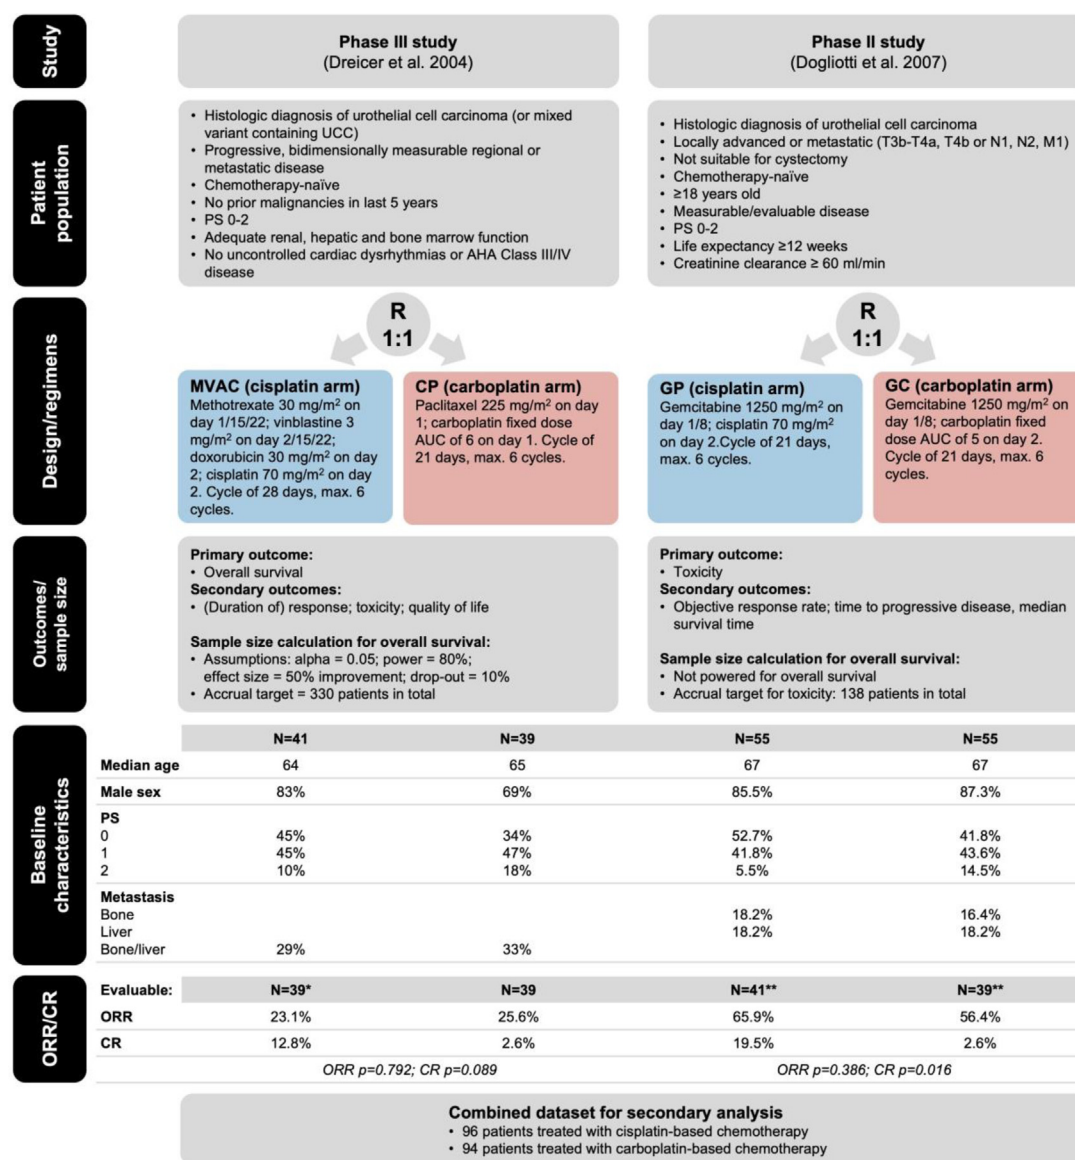 Study
Phase III study
(Dreicer et al. 2004)
Phase II study
(Dogliotti et al. 2007)
Patient
population
• Histologic diagnosis of urothelial cell carcinoma (or mixed
variant containing UCC)
• Progressive, bidimensionally measurable regional or
metastatic disease
• Chemotherapy-naïve
• No prior malignancies in last 5 years
• PS 0-2
• Adequate renal, hepatic and bone marrow function
• No uncontrolled cardiac dysrhythmias or AHA Class III/IV
disease
• Histologic diagnosis of urothelial cell carcinoma
• Locally advanced or metastatic (T3b-T4a, T4b or N1, N2, M1)
• Not suitable for cystectomy
• Chemotherapy-naïve
• ≥18 years old
• Measurable/evaluable disease
• PS 0-2
• Life expectancy ≥12 weeks
• Creatinine clearance ≥ 60 ml/min
Design/regimens
R
1:1
R
1:1
MVAC (cisplatin arm)
Methotrexate 30 mg/m² on
day 1/15/22; vinblastine 3
mg/m² on day 2/15/22;
doxorubicin 30 mg/m² on day
2; cisplatin 70 mg/m² on day
2. Cycle of 28 days, max. 6
cycles.
CP (carboplatin arm)
Paclitaxel 225 mg/m² on day
1; carboplatin fixed dose
AUC of 6 on day 1. Cycle of
21 days, max. 6 cycles.
GP (cisplatin arm)
Gemcitabine 1250 mg/m² on
day 1/8; cisplatin 70 mg/m²
on day 2.Cycle of 21 days,
max. 6 cycles.
GC (carboplatin arm)
Gemcitabine 1250 mg/m² on
day 1/8; carboplatin fixed
dose AUC of 5 on day 2.
Cycle of 21 days, max. 6
cycles.
Outcomes/
sample size
Primary outcome:
• Overall survival
Secondary outcomes:
• (Duration of) response; toxicity; quality of life
Sample size calculation for overall survival:
• Assumptions: alpha = 0.05; power = 80%;
effect size = 50% improvement; drop-out = 10%
• Accrual target = 330 patients in total
Primary outcome:
• Toxicity
Secondary outcomes:
• Objective response rate; time to progressive disease, median
survival time
Sample size calculation for overall survival:
• Not powered for overall survival
• Accrual target for toxicity: 138 patients in total
Baseline
characteristics
N=41 N=39 N=55 N=55
Median age 64 65 67 67
Male sex 83% 69% 85.5% 87.3%
PS
0 45% 34% 52.7% 41.8%
1 45% 47% 41.8% 43.6%
2 10% 18% 5.5% 14.5%
Metastasis
Bone 18.2% 16.4%
Liver 18.2% 18.2%
Bone/liver 29% 33%
ORR/CR
Evaluable: N=39* N=39 N=41** N=39**
ORR 23.1% 25.6% 65.9% 56.4%
CR 12.8% 2.6% 19.5% 2.6%
ORR p=0.792; CR p=0.089 ORR p=0.386; CR p=0.016
Combined dataset for secondary analysis
• 96 patients treated with cisplatin-based chemotherapy
• 94 patients treated with carboplatin-based chemotherapy